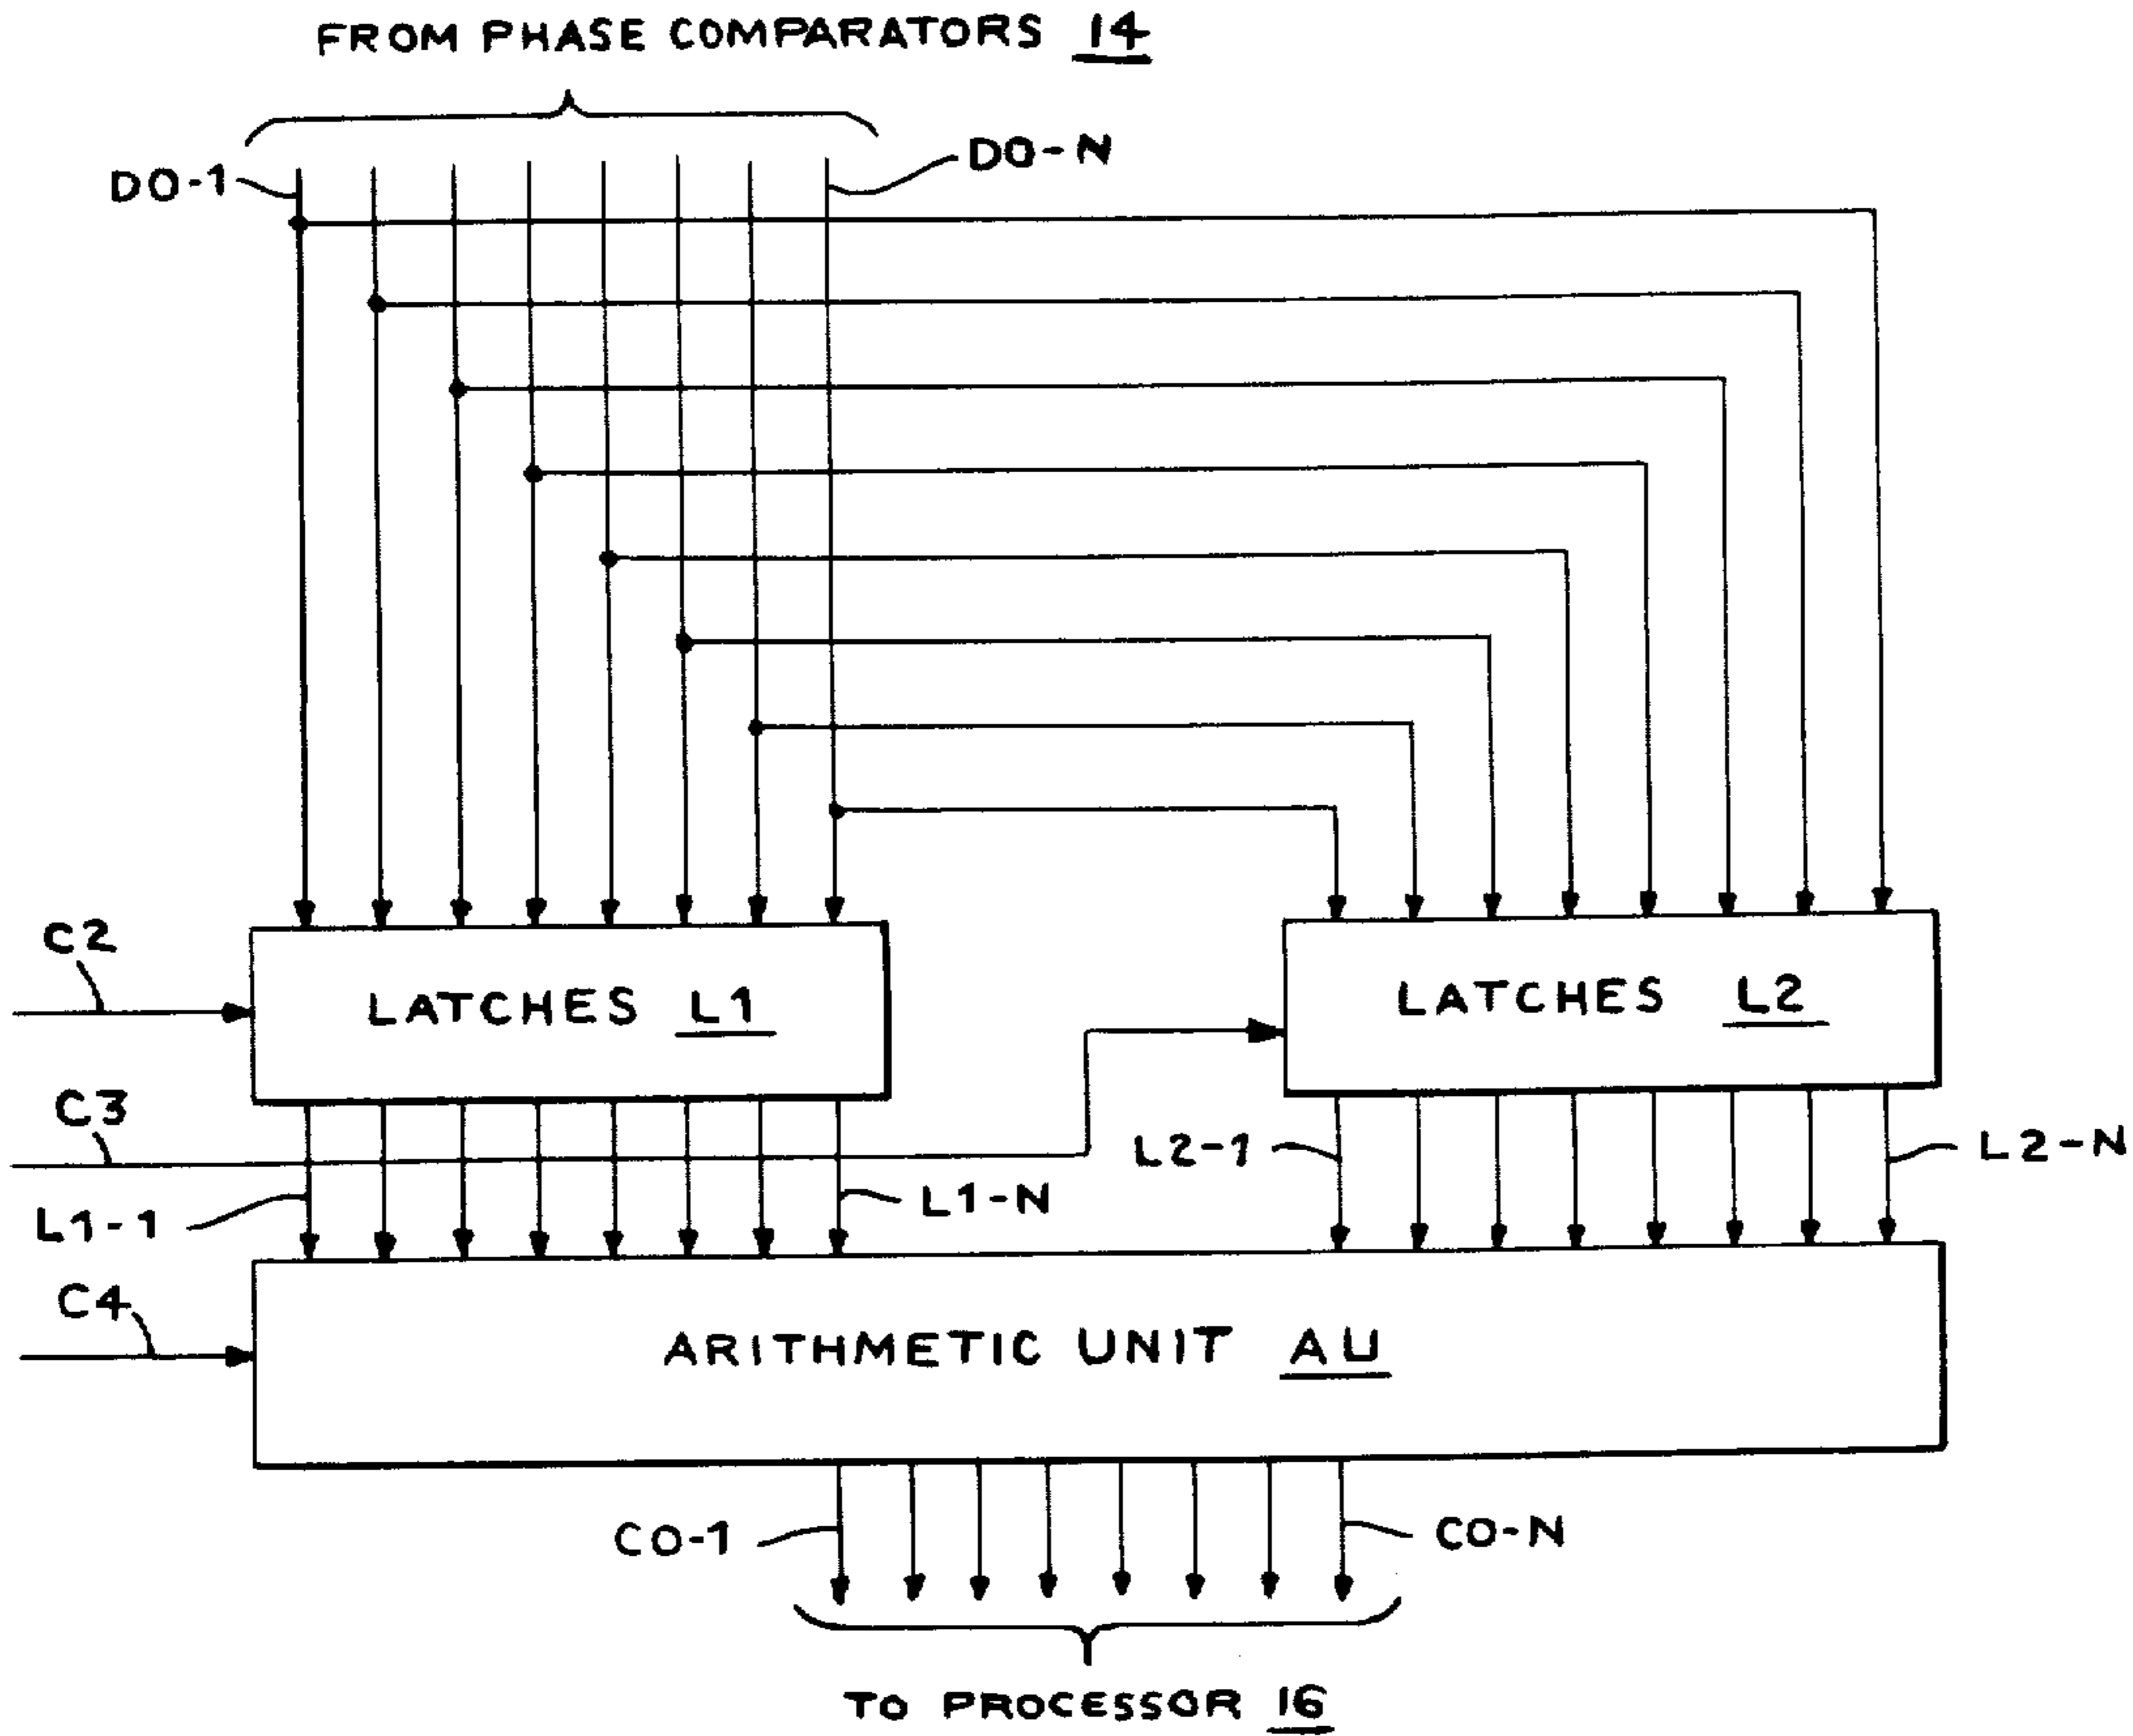 FROM PHASE COMPARATORS 14
DO-1
DO-N
C2
LATCHES L1
LATCHES L2
C3
L1-1
L1-N
L2-1
L2-N
C4
ARITHMETIC UNIT AU
CO-1
CO-N
TO PROCESSOR 16